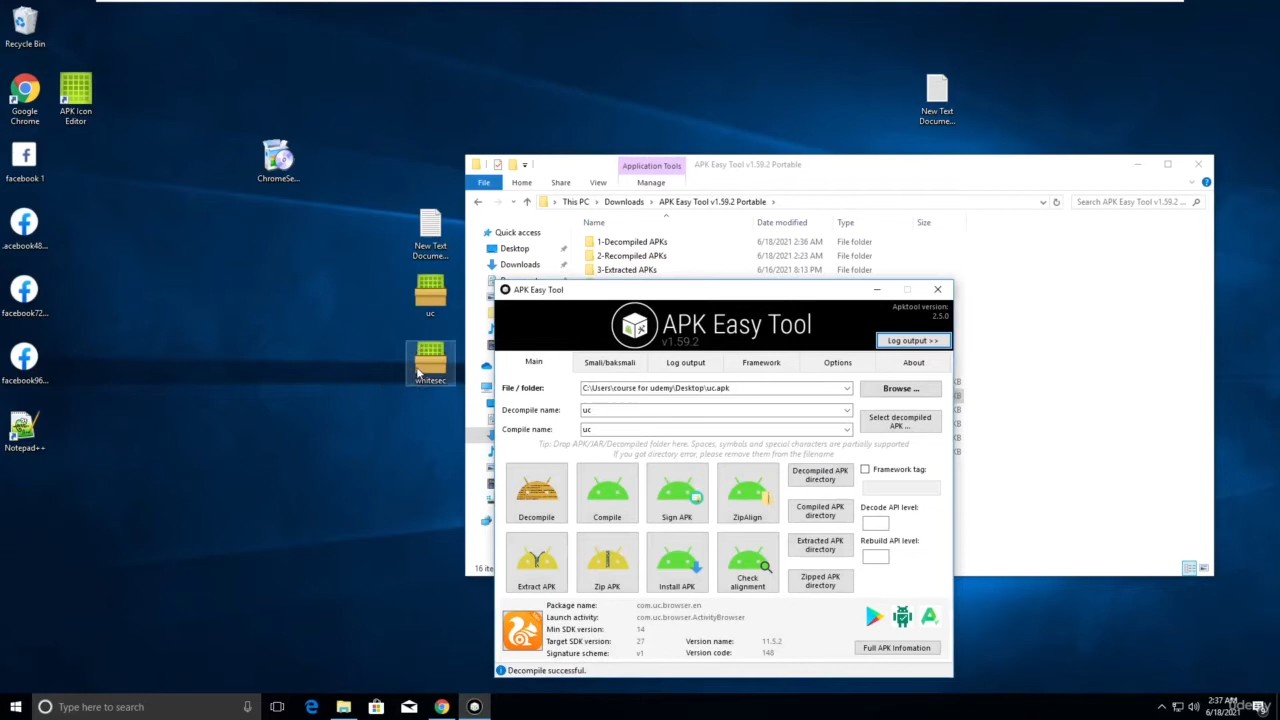 Recycle Bin
Google Chrome
APK Icon Editor
facebook 1
.acebook48...
facebook72...
facebook96...
Notepad++
ChromeSe...
New Text Docume...
uc
whitesec
New Text Docume...
Application Tools
APK Easy Tool v1.59.2 Portable
File
Home
Share
View
Manage
This PC > Downloads > APK Easy Tool v1.59.2 Portable >
Search APK Easy Tool v1.59.2 ...
Name
Date modified
Type
Size
Quick access
Desktop
Downloads
1-Decompiled APKs 6/18/2021 2:36 AM File folder
2-Recompiled APKs 6/18/2021 2:23 AM File folder
3-Extracted APKs 6/16/2021 8:13 PM File folder
16 ite
APK Easy Tool
Apktool version:
2.5.0
APK Easy Tool
v1.59.2
Log output >>
Main
Smali/baksmali
Log output
Framework
Options
About
File / folder: C:\Users\course for udemy\Desktop\uc.apk
Browse ...
Decompile name: uc
Select decompiled APK ...
Compile name: uc
Tip: Drop APK/JAR/Decompiled folder here. Spaces, symbols and special characters are partially supported
If you got directory error, please remove them from the filename
Decompile
Compile
Sign APK
ZipAlign
Decompiled APK directory
Framework tag:
Compiled APK directory
Decode API level:
Extract APK
Zip APK
Install APK
Check alignment
Extracted APK directory
Rebuild API level:
Zipped APK directory
Package name: com.uc.browser.en
Launch activity: com.uc.browser.ActivityBrowser
Min SDK version: 14
Target SDK version: 27 Version name: 11.5.2
Signature scheme: v1 Version code: 148
Full APK Infomation
Decompile successful.
Type here to search
2:37 AM
6/18/2021